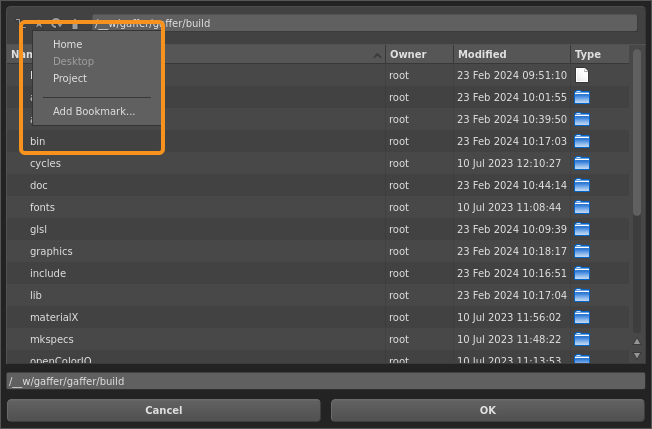 /__w/gaffer/gaffer/build
Home
Desktop
Project
Add Bookmark...
Owner Modified Type
root 23 Feb 2024 09:51:10
root 23 Feb 2024 10:01:55
root 23 Feb 2024 10:39:50
bin root 23 Feb 2024 10:17:03
cycles root 10 Jul 2023 12:10:27
doc root 23 Feb 2024 10:44:14
fonts root 10 Jul 2023 11:08:44
glsl root 23 Feb 2024 10:09:39
graphics root 23 Feb 2024 10:18:17
include root 23 Feb 2024 10:16:51
lib root 23 Feb 2024 10:17:04
materialX root 10 Jul 2023 11:56:02
mkspecs root 10 Jul 2023 11:48:22
openColorIO root 10 Jul 2023 11:13:53
/__w/gaffer/gaffer/build
Cancel OK